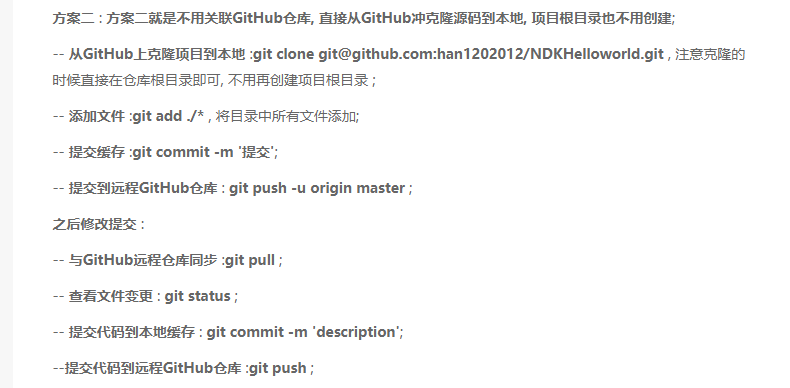 方案二 : 方案二就是不用关联GitHub仓库, 直接从GitHub冲克隆源码到本地, 项目根目录也不用创建;
-- 从GitHub上克隆项目到本地 :git clone git@github.com:han1202012/NDKHelloworld.git , 注意克隆的
时候直接在仓库根目录即可, 不用再创建项目根目录 ;
-- 添加文件 :git add ./* , 将目录中所有文件添加;
-- 提交缓存 :git commit -m '提交';
-- 提交到远程GitHub仓库 : git push -u origin master ;
之后修改提交 :
-- 与GitHub远程仓库同步 :git pull ;
-- 查看文件变更 : git status ;
-- 提交代码到本地缓存 : git commit -m 'description';
--提交代码到远程GitHub仓库 :git push ;